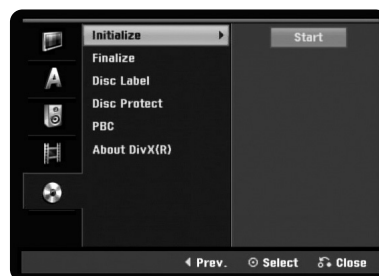 Initialize Start
Finalize
A Disc Label
Disc Protect
PBC
About DivX(R)
Prev. Select Close